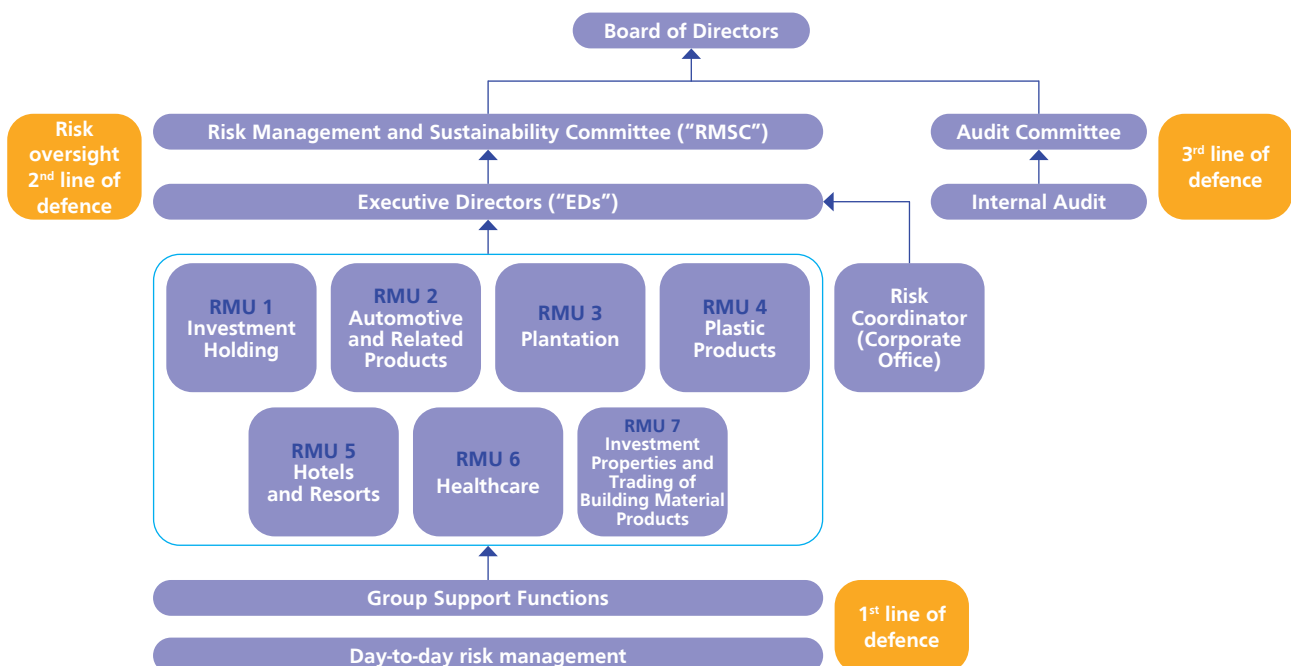 Board of Directors
Risk
oversight
2nd line of
defence
Risk Management and Sustainability Committee (“RMSC”)
Audit Committee
3rd line of
defence
Executive Directors (“EDs”)
Internal Audit
RMU 1
Investment
Holding
RMU 2
Automotive
and Related
Products
RMU 3
Plantation
RMU 4
Plastic
Products
Risk
Coordinator
(Corporate
Office)
RMU 5
Hotels
and Resorts
RMU 6
Healthcare
RMU 7
Investment
Properties and
Trading of
Building Material
Products
Group Support Functions
1st line of
defence
Day-to-day risk management